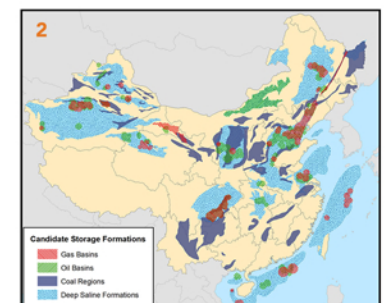 2
Candidate Storage Formations
Gas Basins
Oil Basins
Coal Regions
Deep Saline Formations